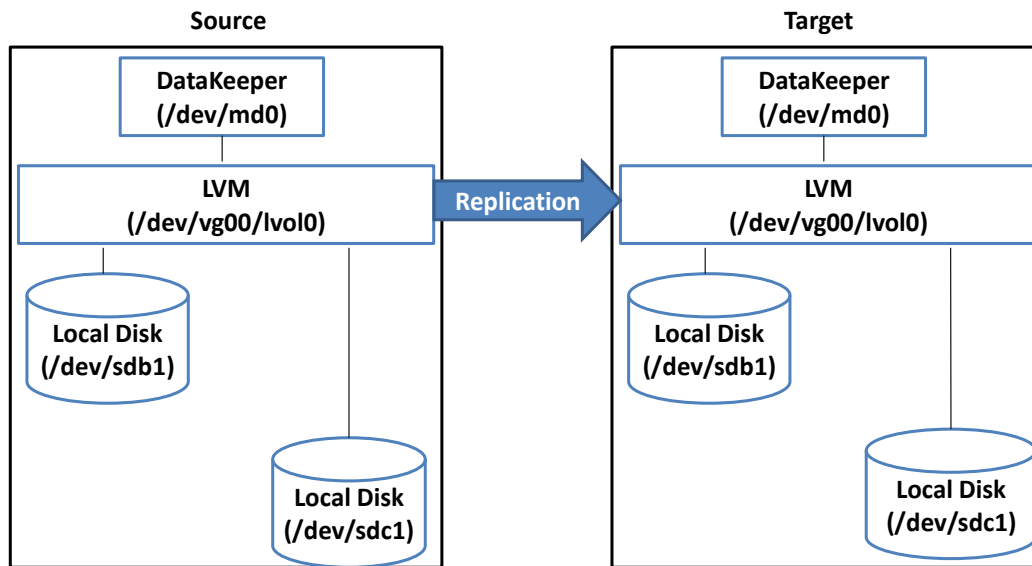 Source
Target
DataKeeper
(/dev/md0)
DataKeeper
(/dev/md0)
LVM
(/dev/vg00/lvol0)
Replication
LVM
(/dev/vg00/lvol0)
Local Disk
(/dev/sdb1)
Local Disk
(/dev/sdb1)
Local Disk
(/dev/sdc1)
Local Disk
(/dev/sdc1)